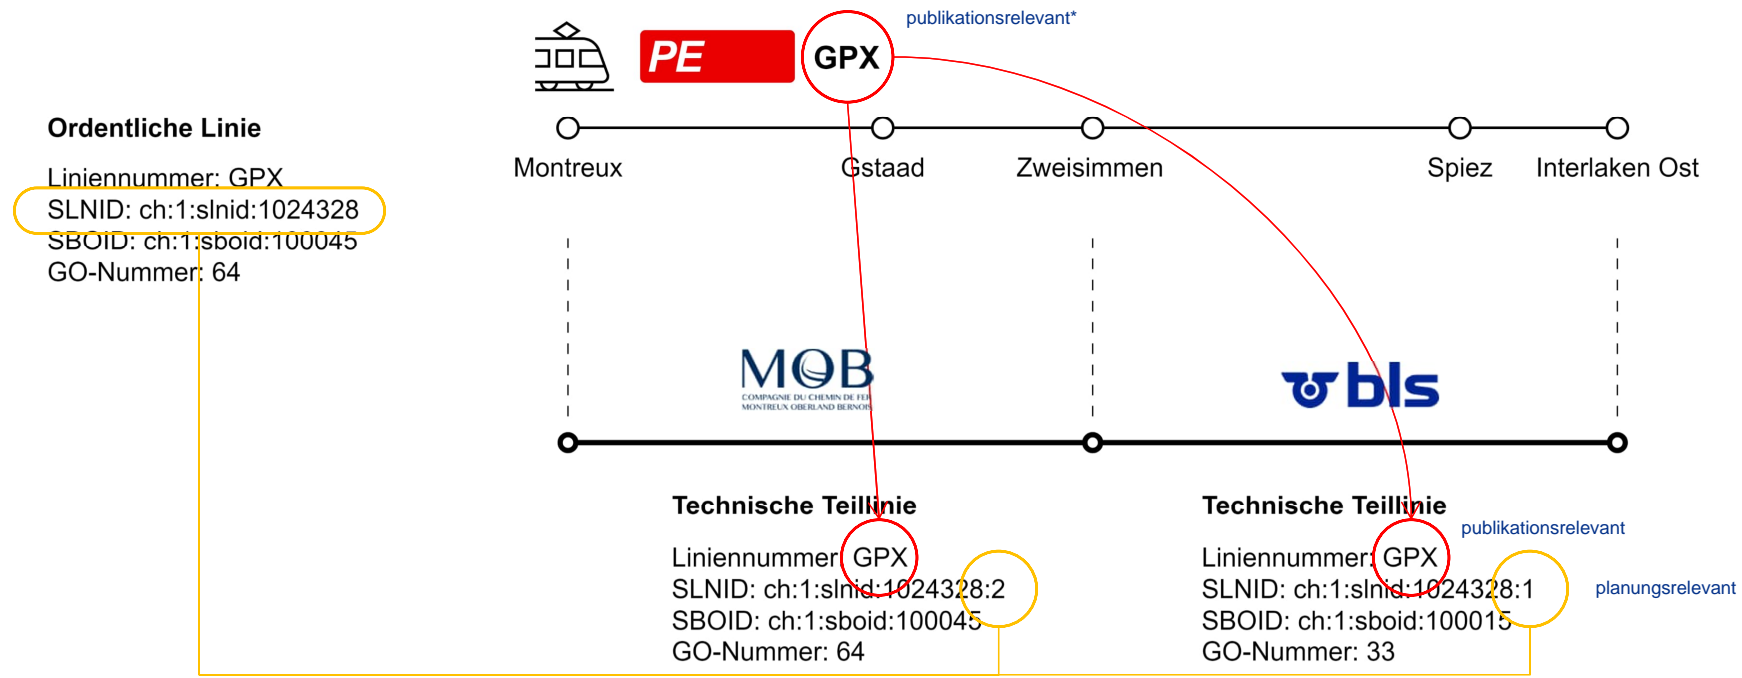 publikationsrelevant*
PE
GPX
Ordentliche Linie
Liniennummer: GPX
SLNID: ch:1:slnid:1024328
SBOID: ch:1:sboid:100045
GO-Nummer: 64
Montreux
Gstaad
Zweisimmen
Spiez
Interlaken Ost
MOB
COMPAGNIE DU CHEMIN DE FER
MONTREUX OBERLAND BERNOIS
bls
Technische Teillinie
Liniennummer: GPX
SLNID: ch:1:slnid:1024328:2
SBOID: ch:1:sboid:100045
GO-Nummer: 64
Technische Teillinie
publikationsrelevant
Liniennummer: GPX
SLNID: ch:1:slnid:1024328:1
planungsrelevant
SBOID: ch:1:sboid:100015
GO-Nummer: 33